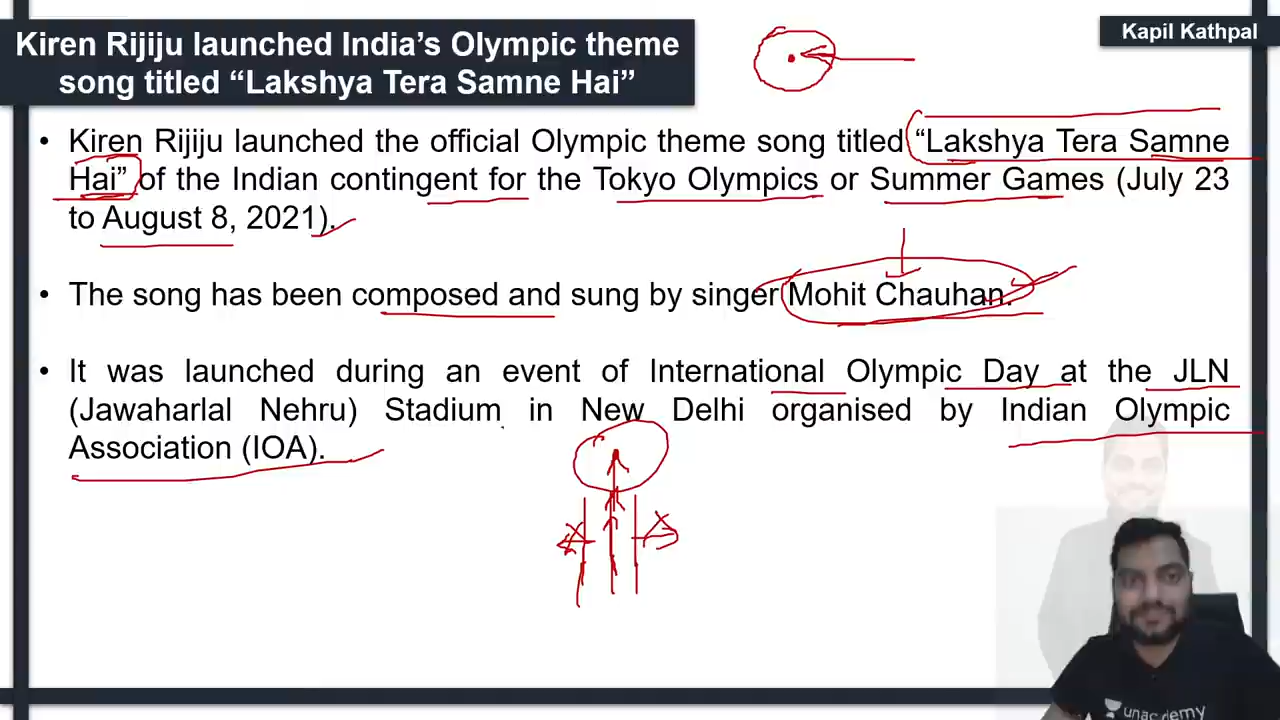 Kiren Rijiju launched India’s Olympic theme
song titled “Lakshya Tera Samne Hai”
Kapil Kathpal
• Kiren Rijiju launched the official Olympic theme song titled “Lakshya Tera Samne
Hai” of the Indian contingent for the Tokyo Olympics or Summer Games (July 23
to August 8, 2021).
• The song has been composed and sung by singer Mohit Chauhan.
• It was launched during an event of International Olympic Day at the JLN
(Jawaharlal Nehru) Stadium in New Delhi organised by Indian Olympic
Association (IOA).
unacademy